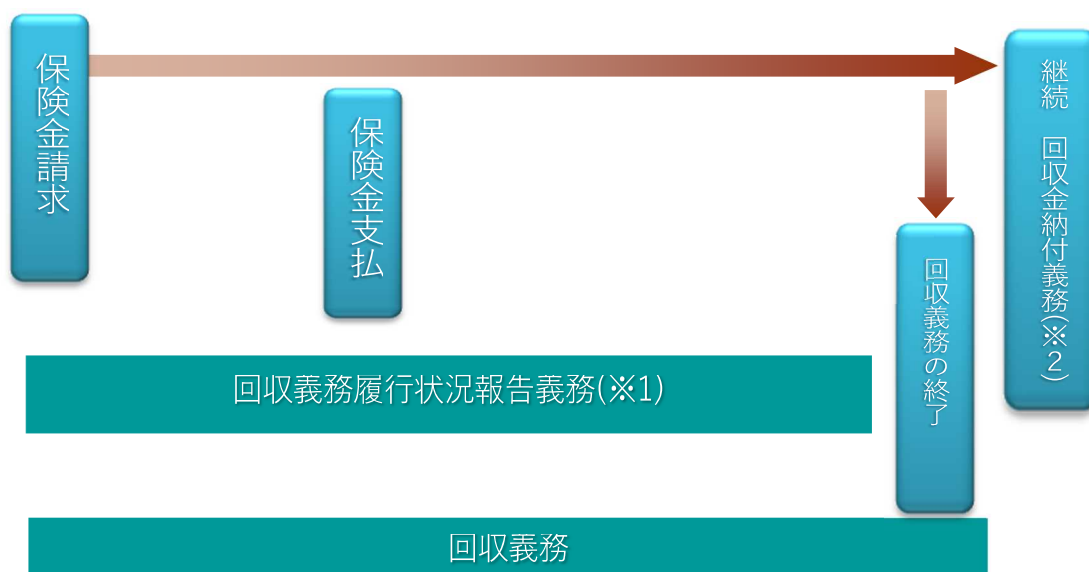 保険金請求
保険金支払
継続　回収金納付義務(※2)
回収義務の終了
回収義務履行状況報告義務(※1)
回収義務